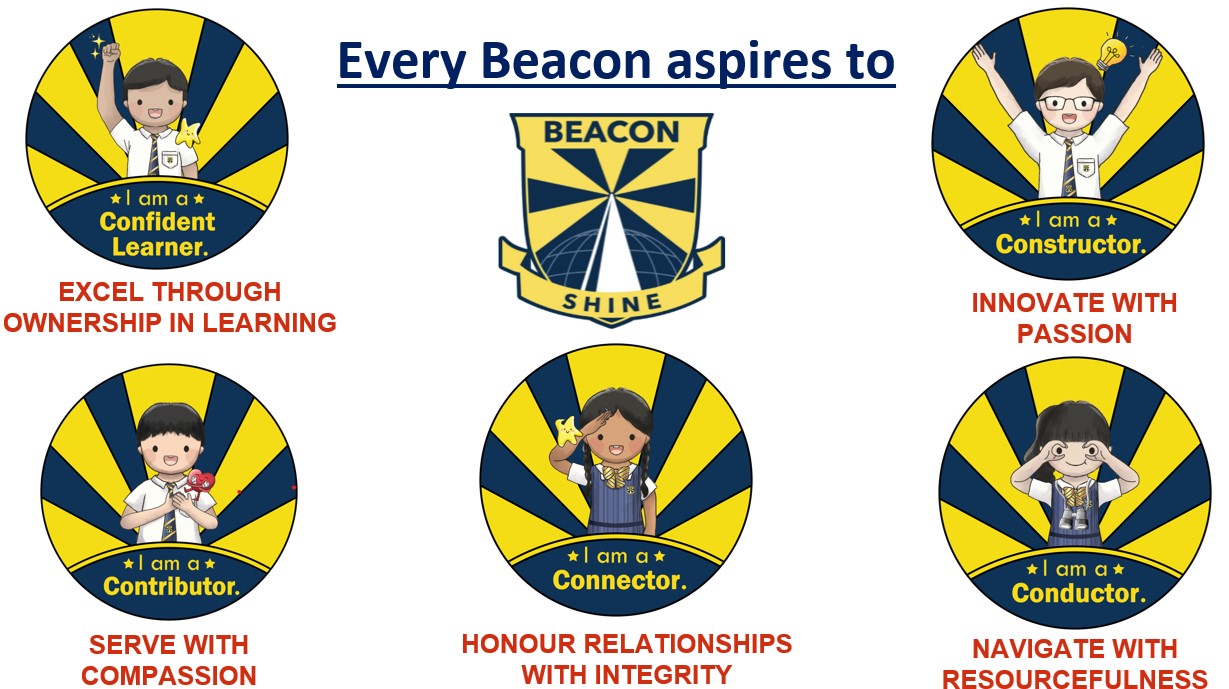 Every Beacon aspires to
BEACON
SHINE
I am a
Confident
Learner.
EXCEL THROUGH
OWNERSHIP IN LEARNING
I am a
Constructor.
INNOVATE WITH
PASSION
I am a
Contributor.
SERVE WITH
COMPASSION
I am a
Connector.
HONOUR RELATIONSHIPS
WITH INTEGRITY
I am a
Conductor.
NAVIGATE WITH
RESOURCEFULNESS